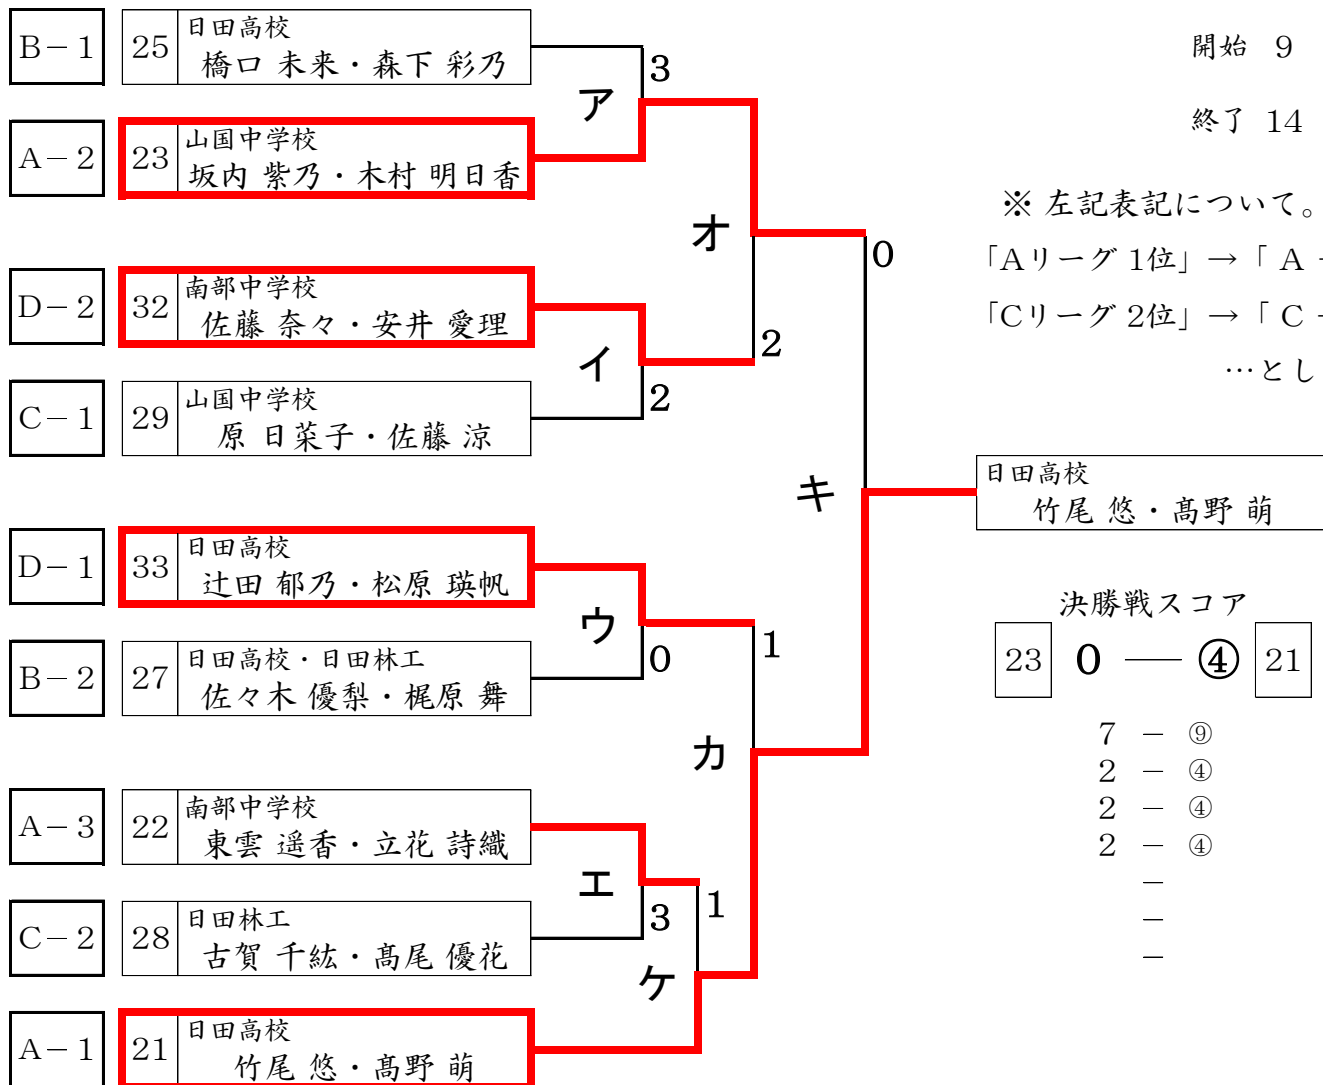 B－1 25 日田高校
橋口 未来・森下 彩乃
3
ア
A－2 23 山国中学校
坂内 紫乃・木村 明日香
オ
D－2 32 南部中学校
佐藤 奈々・安井 愛理
2
イ
2
C－1 29 山国中学校
原 日菜子・佐藤 涼
0
キ
D－1 33 日田高校
辻田 郁乃・松原 瑛帆
ウ
0
1
B－2 27 日田高校・日田林工
佐々木 優梨・梶原 舞
カ
A－3 22 南部中学校
東雲 遥香・立花 詩織
エ
3
1
C－2 28 日田林工
古賀 千紘・髙尾 優花
ケ
A－1 21 日田高校
竹尾 悠・髙野 萌
開始 9
終了 14
※ 左記表記について。
「Aリーグ 1位」→「 A －
「Cリーグ 2位」→「 C －
…とし
日田高校
竹尾 悠・髙野 萌
決勝戦スコア
23 0 ― ④ 21
7 － ⑨
2 － ④
2 － ④
2 － ④
－
－
－